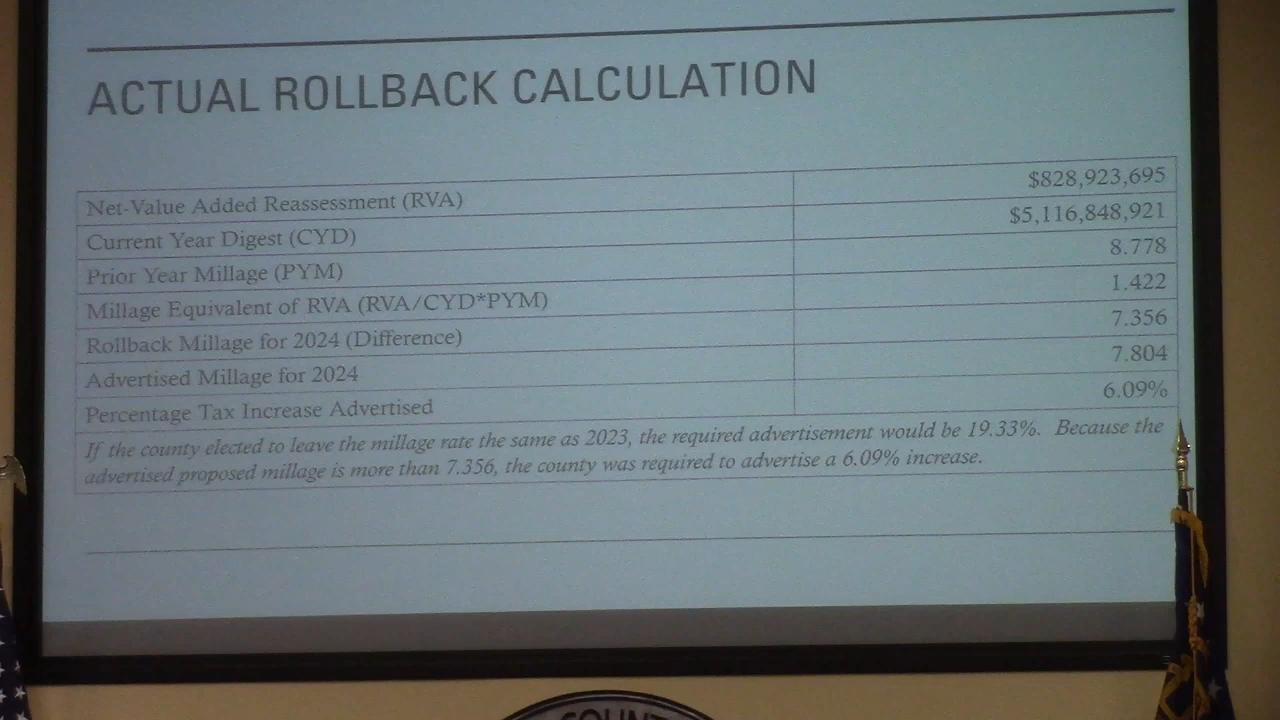 ACTUAL ROLLBACK CALCULATION
Net-Value Added Reassessment (RVA) $828,923,695
Current Year Digest (CYD) $5,116,848,921
Prior Year Millage (PYM) 8.778
Millage Equivalent of RVA (RVA/CYD*PYM) 1.422
Rollback Millage for 2024 (Difference) 7.356
Advertised Millage for 2024 7.804
Percentage Tax Increase Advertised 6.09%
If the county elected to leave the millage rate the same as 2023, the required advertisement would be 19.33%. Because the
advertised proposed millage is more than 7.356, the county was required to advertise a 6.09% increase.